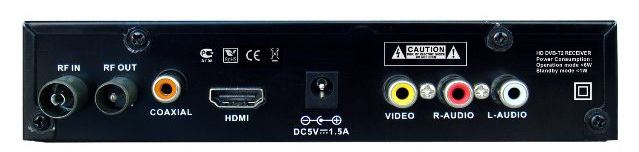 RF IN
RF OUT
COAXIAL
HDMI
RoHS
CE
DC5V⎓1.5A
CAUTION
VIDEO
R-AUDIO
L-AUDIO
HD DVB-T2 RECEIVER
Power Consumption:
Operation mode <6W
Standby mode <1W